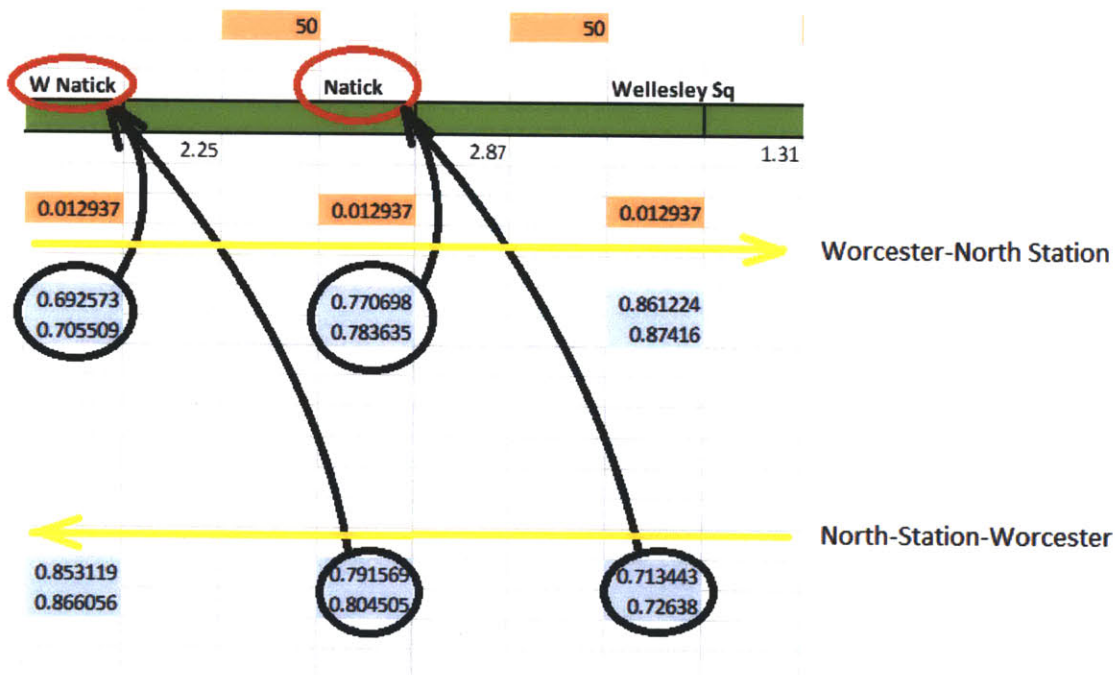 50 50
W Natick Natick Wellesley Sq
2.25 2.87 1.31
0.012937 0.012937 0.012937
Worcester-North Station
0.692573 0.770698 0.861224
0.705509 0.783635 0.87416
North-Station-Worcester
0.853119 0.791569 0.713443
0.866056 0.804505 0.72638